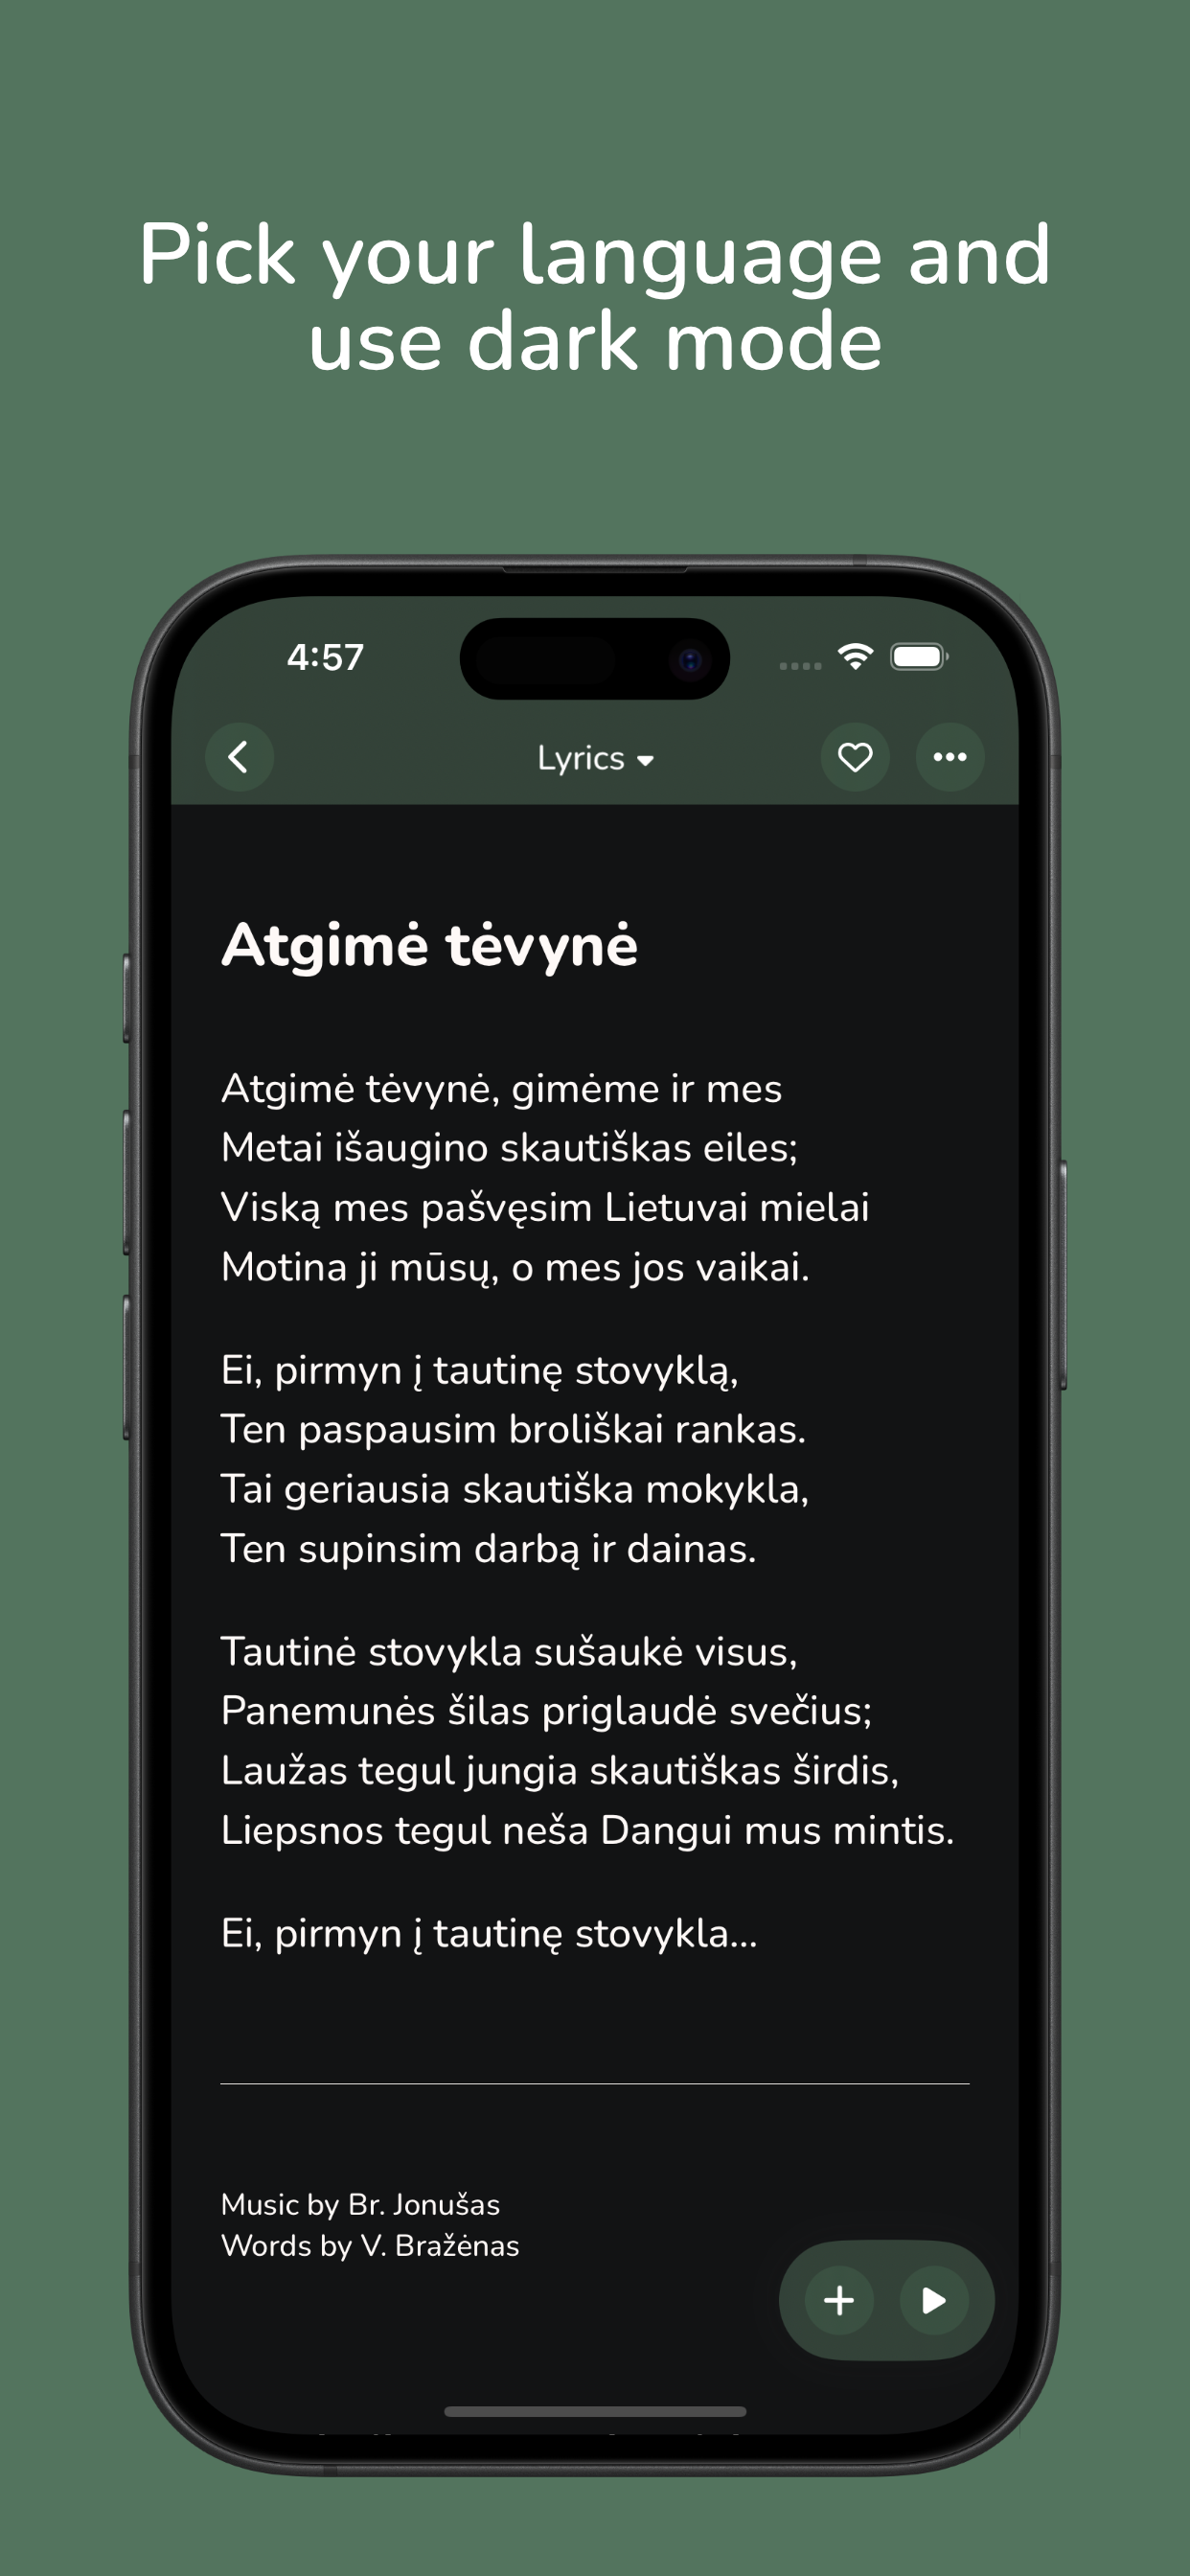 Pick your language and
use dark mode
4:57
Lyrics
Atgimė tėvynė
Atgimė tėvynė, gimėme ir mes
Metai išaugino skautiškas eiles;
Viską mes pašvęsim Lietuvai mielai
Motina ji mūsų, o mes jos vaikai.
Ei, pirmyn į tautinę stovyklą,
Ten paspausim broliškai rankas.
Tai geriausia skautiška mokykla,
Ten supinsim darbą ir dainas.
Tautinė stovykla sušaukė visus,
Panemunės šilas priglaudė svečius;
Laužas tegul jungia skautiškas širdis,
Liepsnos tegul neša Dangui mus mintis.
Ei, pirmyn į tautinę stovykla...
Music by Br. Jonušas
Words by V. Bražėnas